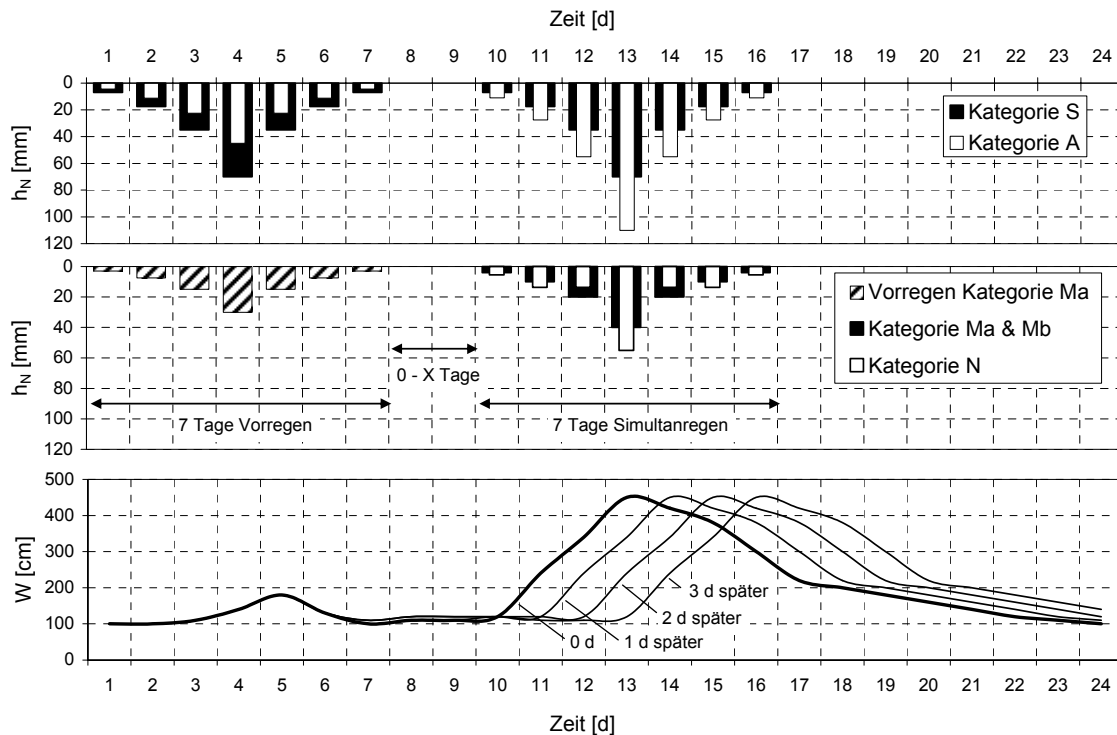 Zeit [d]
1 2 3 4 5 6 7 8 9 10 11 12 13 14 15 16 17 18 19 20 21 22 23 24
0
20
40
60
80
100
120
h_N [mm]
Kategorie S
Kategorie A
0
20
40
60
80
100
120
h_N [mm]
Vorregen Kategorie Ma
Kategorie Ma & Mb
Kategorie N
0 - X Tage
7 Tage Vorregen
7 Tage Simultanregen
500
400
300
200
100
0
W [cm]
3 d später
2 d später
1 d später
0 d
1 2 3 4 5 6 7 8 9 10 11 12 13 14 15 16 17 18 19 20 21 22 23 24
Zeit [d]